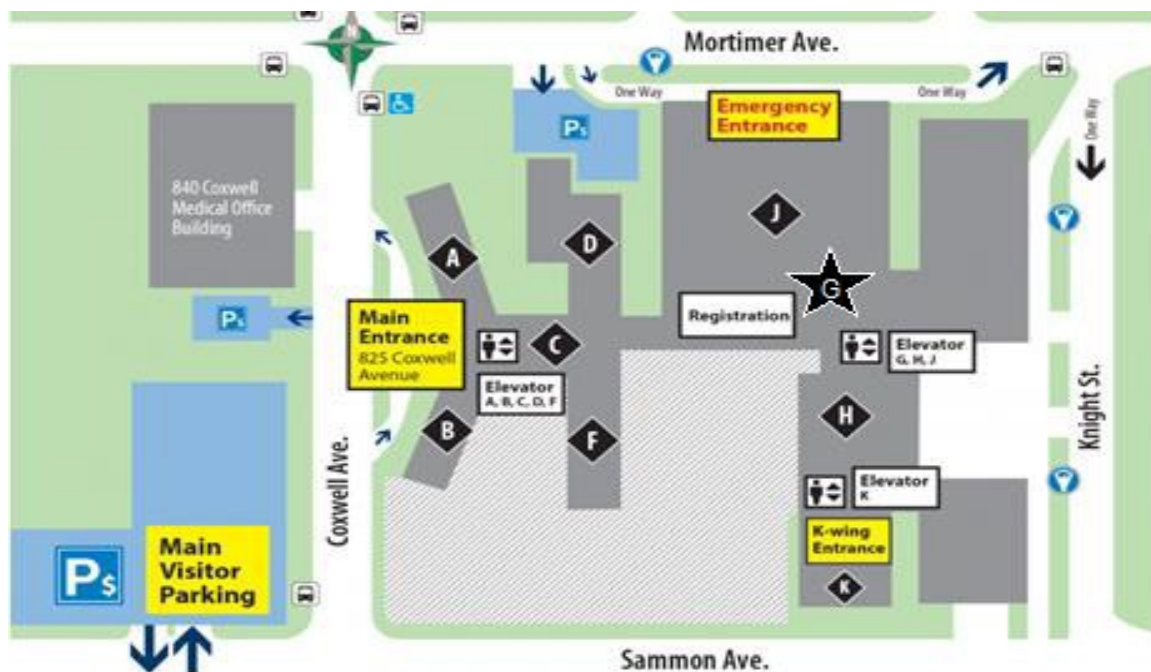 N
Mortimer Ave.
One Way
One Way
One Way
Emergency
Entrance
P$
840 Coxwell
Medical Office
Building
J
D
A
G
P$
Registration
Main
Entrance
825 Coxwell
Avenue
C
Elevator
G, H, J
Elevator
A, B, C, D, F
B
F
H
Knight St.
Coxwell Ave.
Elevator
K
K-wing
Entrance
K
P$
Main
Visitor
Parking
Sammon Ave.